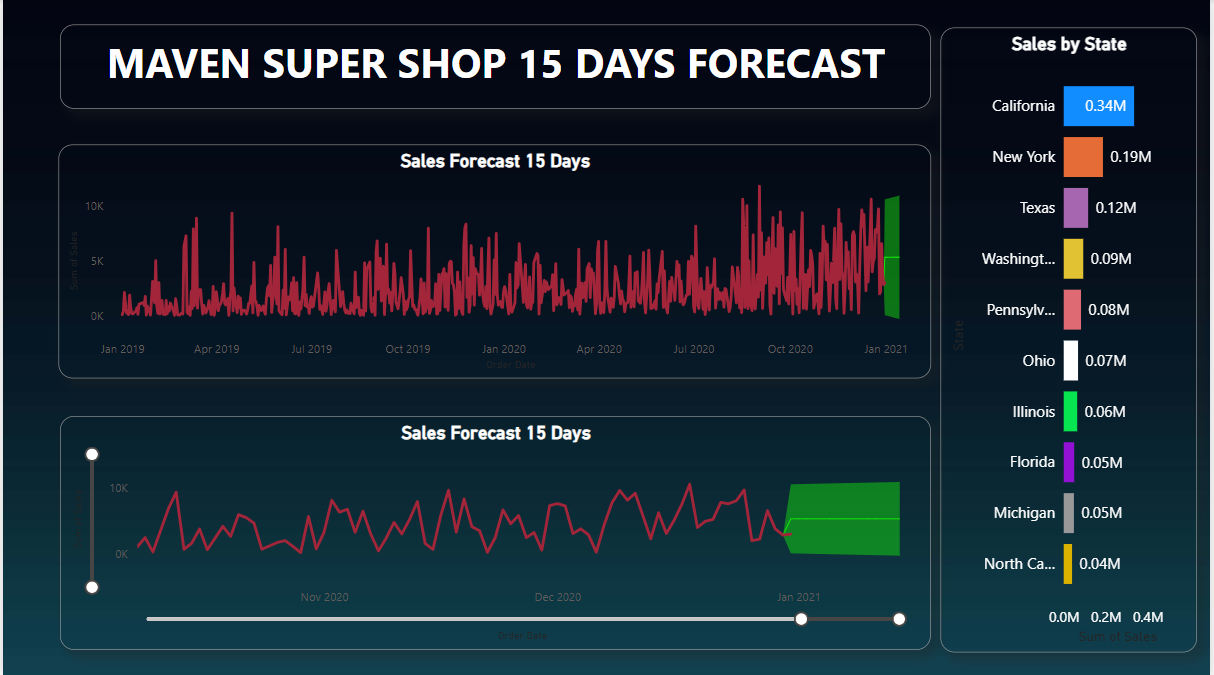 MAVEN SUPER SHOP 15 DAYS FORECAST
Sales Forecast 15 Days
10K
5K
0K
Sum of Sales
Jan 2019 Apr 2019 Jul 2019 Oct 2019 Jan 2020 Apr 2020 Jul 2020 Oct 2020 Jan 2021
Order Date
Sales Forecast 15 Days
10K
0K
Nov 2020 Dec 2020 Jan 2021
Order Date
Sales by State
California 0.34M
New York 0.19M
Texas 0.12M
Washingt... 0.09M
Pennsylv... 0.08M
Ohio 0.07M
Illinois 0.06M
Florida 0.05M
Michigan 0.05M
North Ca... 0.04M
State
0.0M 0.2M 0.4M
Sum of Sales